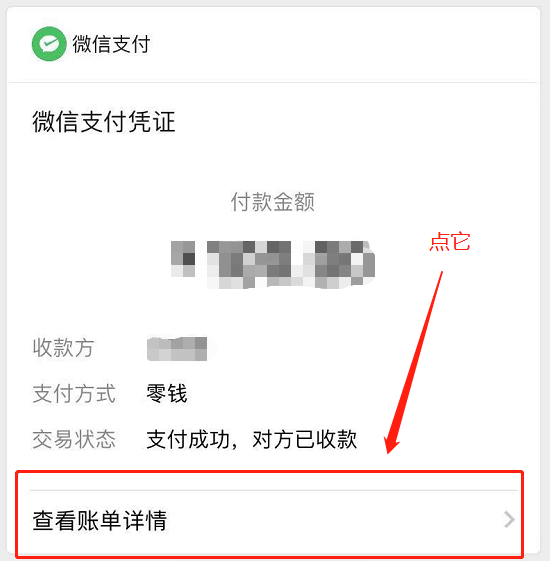 微信支付
微信支付凭证
付款金额
点它
收款方
支付方式 零钱
交易状态 支付成功，对方已收款
查看账单详情